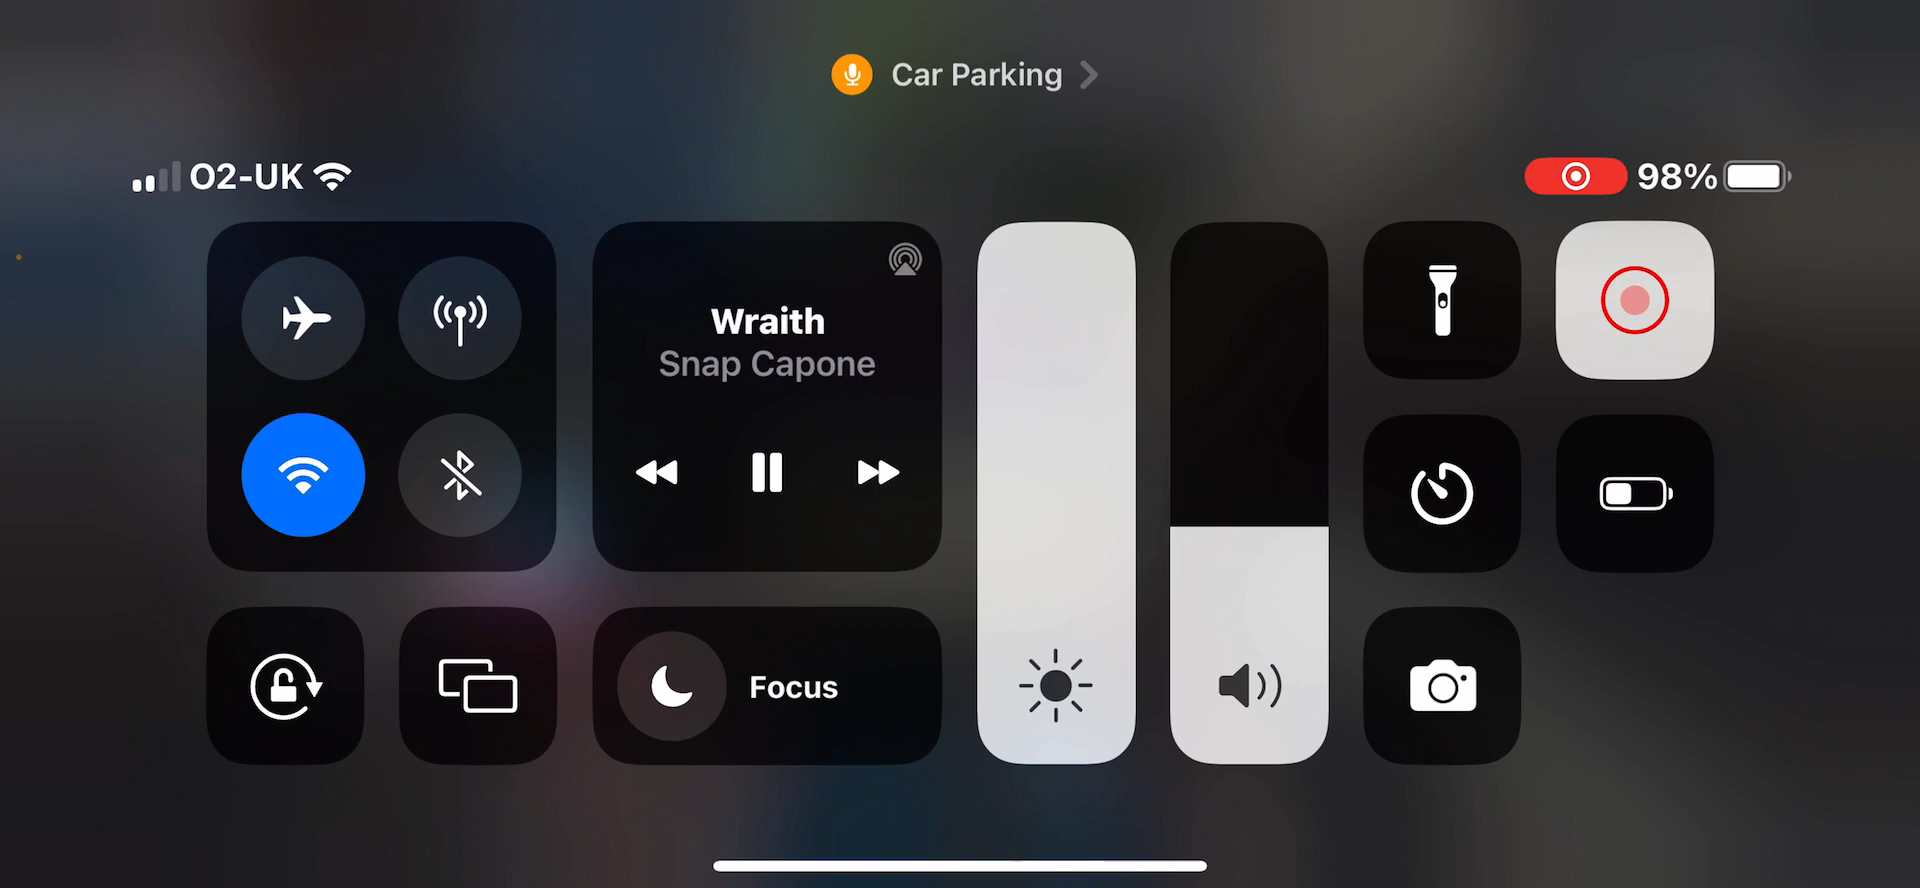 Car Parking
O2-UK
98%
Wraith
Snap Capone
Focus